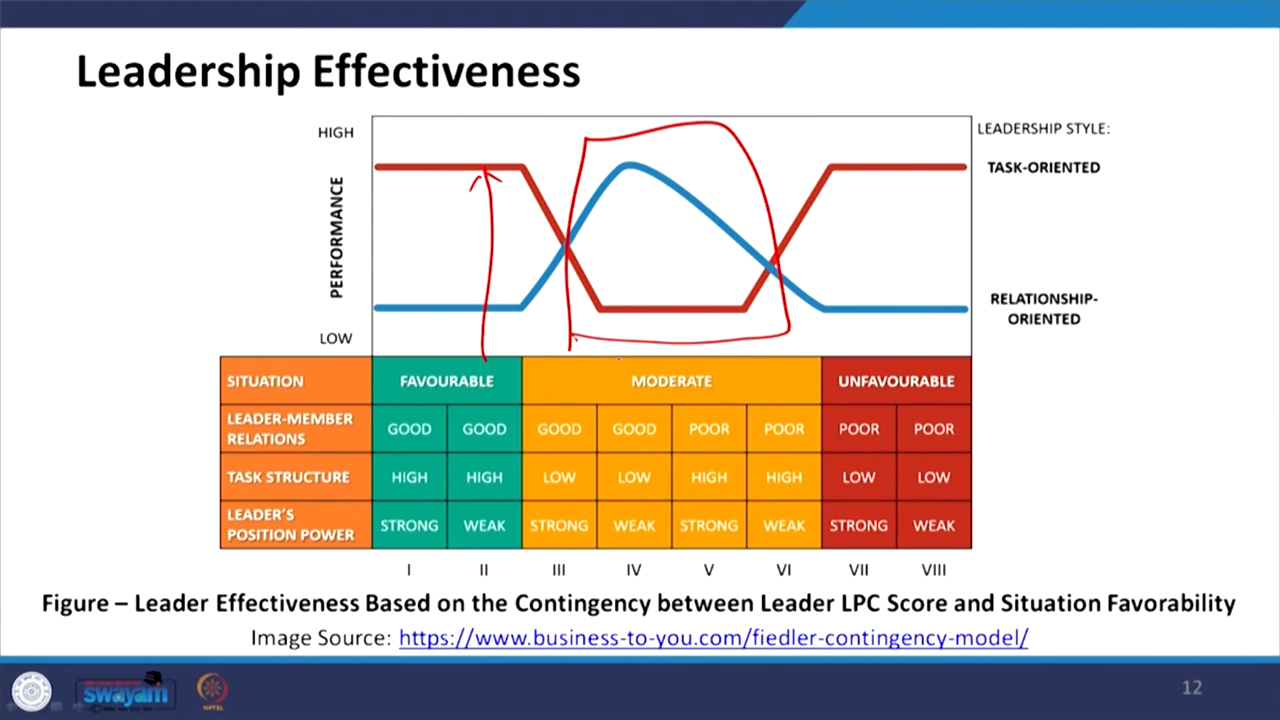 Leadership Effectiveness
HIGH
PERFORMANCE
LOW
LEADERSHIP STYLE:
TASK-ORIENTED
RELATIONSHIP-
ORIENTED
SITUATION FAVOURABLE MODERATE UNFAVOURABLE
LEADER-MEMBER
RELATIONS GOOD GOOD GOOD GOOD POOR POOR POOR POOR
TASK STRUCTURE HIGH HIGH LOW LOW HIGH HIGH LOW LOW
LEADER'S
POSITION POWER STRONG WEAK STRONG WEAK STRONG WEAK STRONG WEAK
I II III IV V VI VII VIII
Figure – Leader Effectiveness Based on the Contingency between Leader LPC Score and Situation Favorability
Image Source: https://www.business-to-you.com/fiedler-contingency-model/
swayam
NPTEL
12